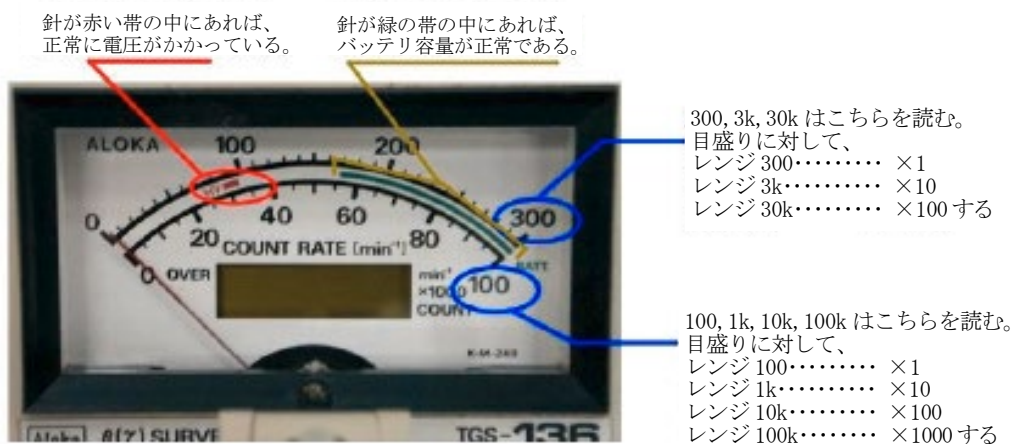 針が赤い帯の中にあれば、
正常に電圧がかかっている。
針が緑の帯の中にあれば、
バッテリ容量が正常である。
300, 3k, 30k はこちらを読む。
目盛りに対して、
レンジ 300‥‥‥‥‥ ×1
レンジ 3k‥‥‥‥‥ ×10
レンジ 30k‥‥‥‥‥ ×100 する
ALOKA
0 100 200 300
HV
0 20 40 60 80 100
COUNT RATE [min⁻¹]
OVER
BATT
min⁻¹
×1000
COUNT
K-M-249
100, 1k, 10k, 100k はこちらを読む。
目盛りに対して、
レンジ 100‥‥‥‥‥ ×1
レンジ 1k‥‥‥‥‥ ×10
レンジ 10k‥‥‥‥‥ ×100
レンジ 100k‥‥‥‥ ×1000 する
Aloka β(γ) SURVE
TGS-136